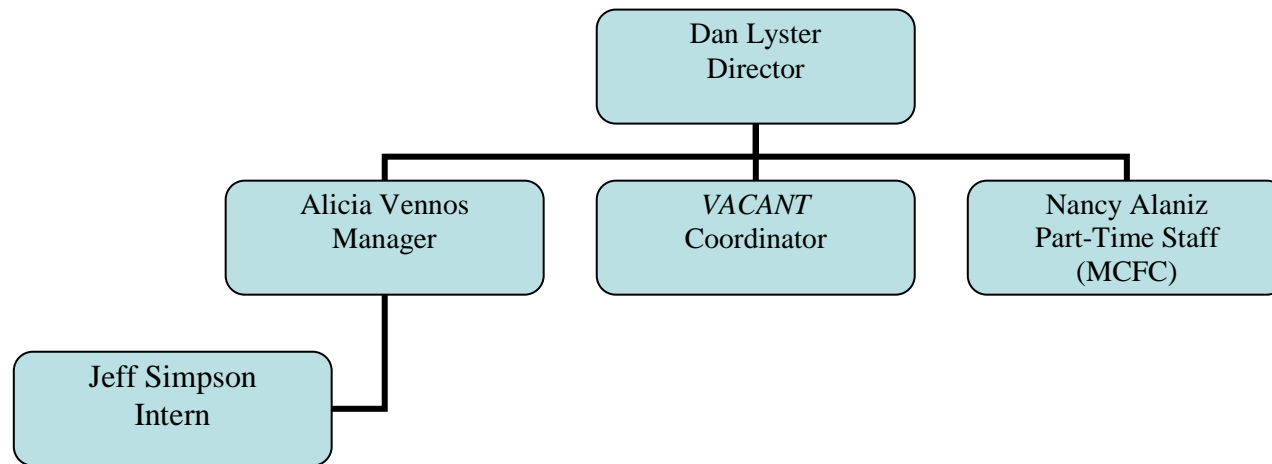 Dan Lyster
Director
Alicia Vennos
Manager
VACANT
Coordinator
Nancy Alaniz
Part-Time Staff
(MCFC)
Jeff Simpson
Intern